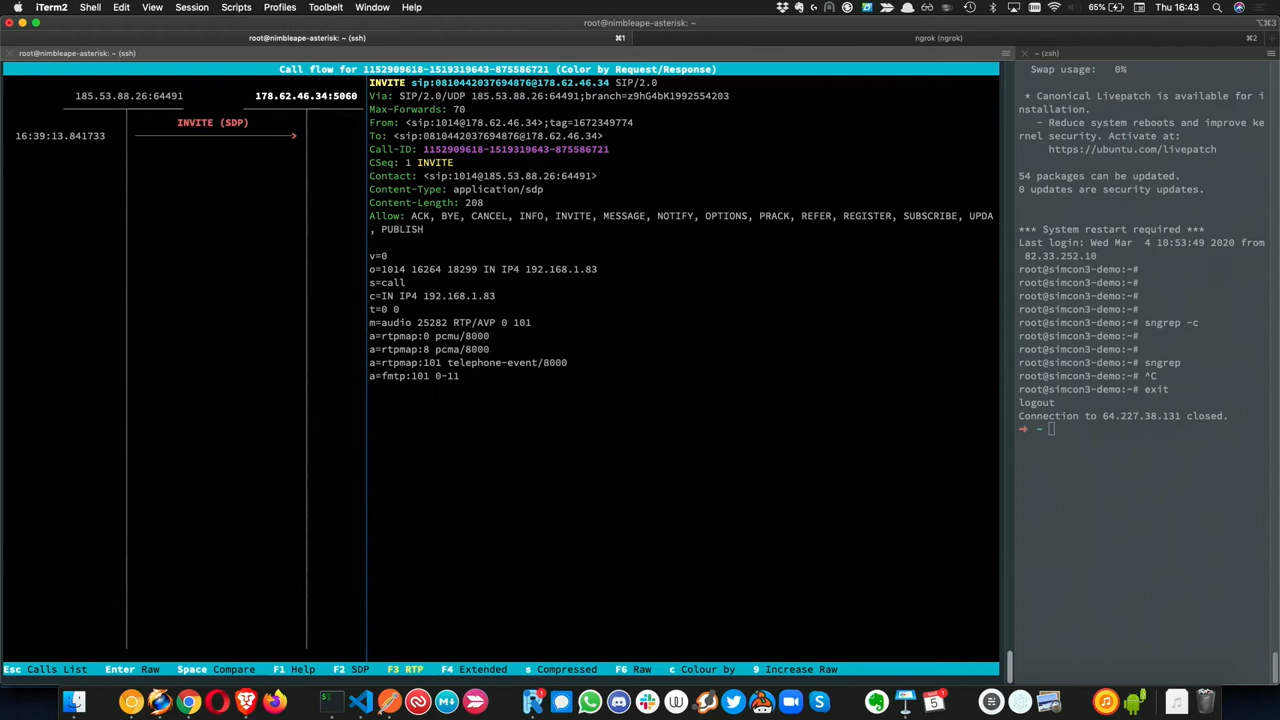 iTerm2 Shell Edit View Session Scripts Profiles Toolbelt Window Help 65% Thu 16:43
root@nimbleape-asterisk: ~
⌥⌘3
root@nimbleape-asterisk: ~ (ssh) ⌘1 ngrok (ngrok) ⌘2
root@nimbleape-asterisk: ~ (ssh)
Call flow for 1152909618-1519319643-875586721 (Color by Request/Response)
185.53.88.26:64491 178.62.46.34:5060
INVITE (SDP)
16:39:13.841733
INVITE sip:0810442037694876@178.62.46.34 SIP/2.0
Via: SIP/2.0/UDP 185.53.88.26:64491;branch=z9hG4bK1992554203
Max-Forwards: 70
From: <sip:1014@178.62.46.34>;tag=1672349774
To: <sip:0810442037694876@178.62.46.34>
Call-ID: 1152909618-1519319643-875586721
CSeq: 1 INVITE
Contact: <sip:1014@185.53.88.26:64491>
Content-Type: application/sdp
Content-Length: 208
Allow: ACK, BYE, CANCEL, INFO, INVITE, MESSAGE, NOTIFY, OPTIONS, PRACK, REFER, REGISTER, SUBSCRIBE, UPDA
, PUBLISH
v=0
o=1014 16264 18299 IN IP4 192.168.1.83
s=call
c=IN IP4 192.168.1.83
t=0 0
m=audio 25282 RTP/AVP 0 101
a=rtpmap:0 pcmu/8000
a=rtpmap:8 pcma/8000
a=rtpmap:101 telephone-event/8000
a=fmtp:101 0-11
Esc Calls List Enter Raw Space Compare F1 Help F2 SDP F3 RTP F4 Extended s Compressed F6 Raw c Colour by 9 Increase Raw
~ (zsh)
Swap usage: 0%
* Canonical Livepatch is available for i
nstallation.
- Reduce system reboots and improve ke
rnel security. Activate at:
https://ubuntu.com/livepatch
54 packages can be updated.
0 updates are security updates.
*** System restart required ***
Last login: Wed Mar  4 10:53:49 2020 from
82.33.252.10
root@simcon3-demo:~#
root@simcon3-demo:~#
root@simcon3-demo:~#
root@simcon3-demo:~#
root@simcon3-demo:~# sngrep -c
root@simcon3-demo:~#
root@simcon3-demo:~#
root@simcon3-demo:~# sngrep
root@simcon3-demo:~# ^C
root@simcon3-demo:~# exit
logout
Connection to 64.227.38.131 closed.
➜ ~